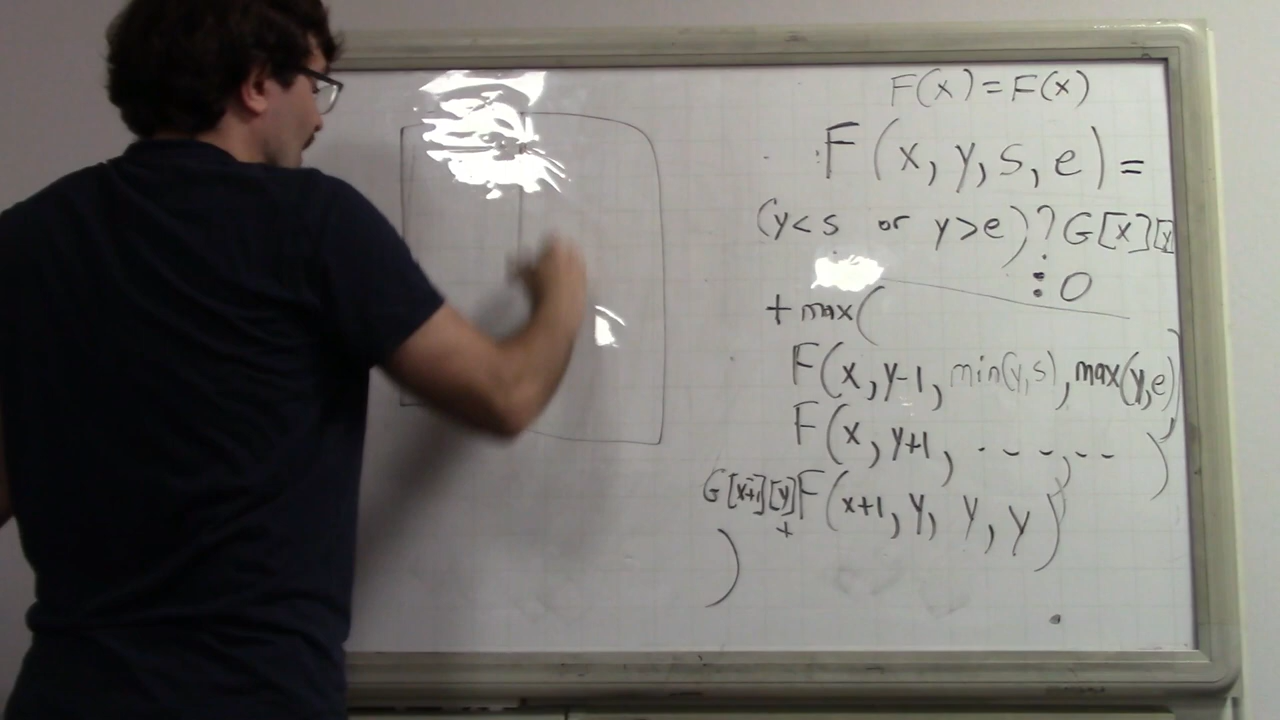 F(x) = F(x)
F(x, y, s, e) =
(y < s or y > e) ? G[x][y
: 0
+ max(
F(x, y-1, min(y, s), max(y, e)
F(x, y+1, - - -, - - )
G[x+1][y] + F(x+1, y, y, y)
)